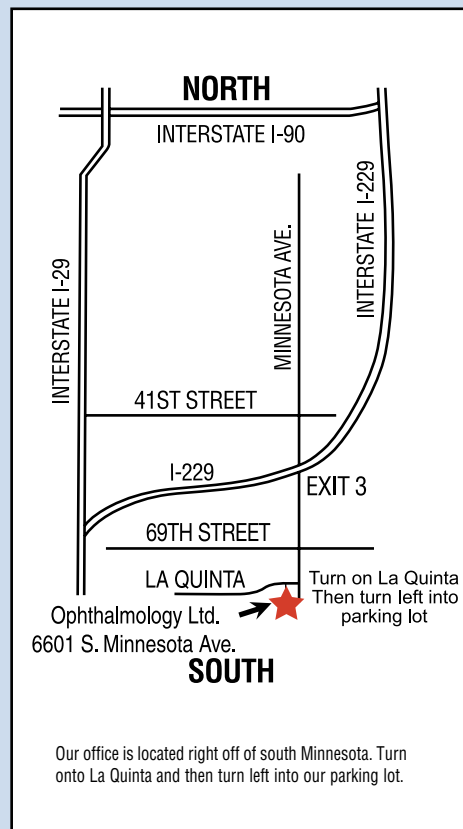 NORTH
INTERSTATE I-90
INTERSTATE I-29
MINNESOTA AVE.
INTERSTATE I-229
41ST STREET
I-229
EXIT 3
69TH STREET
LA QUINTA
Turn on La Quinta
Then turn left into
parking lot
Ophthalmology Ltd.
6601 S. Minnesota Ave.
SOUTH
Our office is located right off of south Minnesota. Turn
onto La Quinta and then turn left into our parking lot.